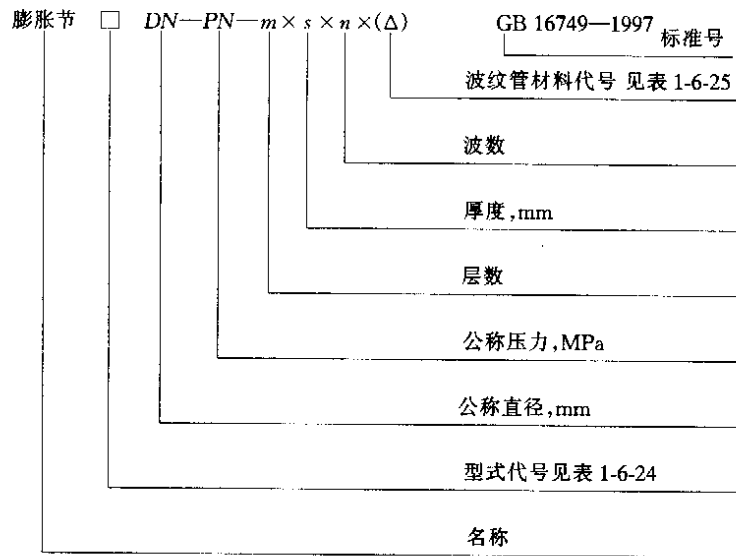 膨胀节 □ DN—PN—m×s×n×(Δ) GB 16749—1997
标准号
波纹管材料代号 见表 1-6-25
波数
厚度,mm
层数
公称压力,MPa
公称直径,mm
型式代号见表 1-6-24
名称